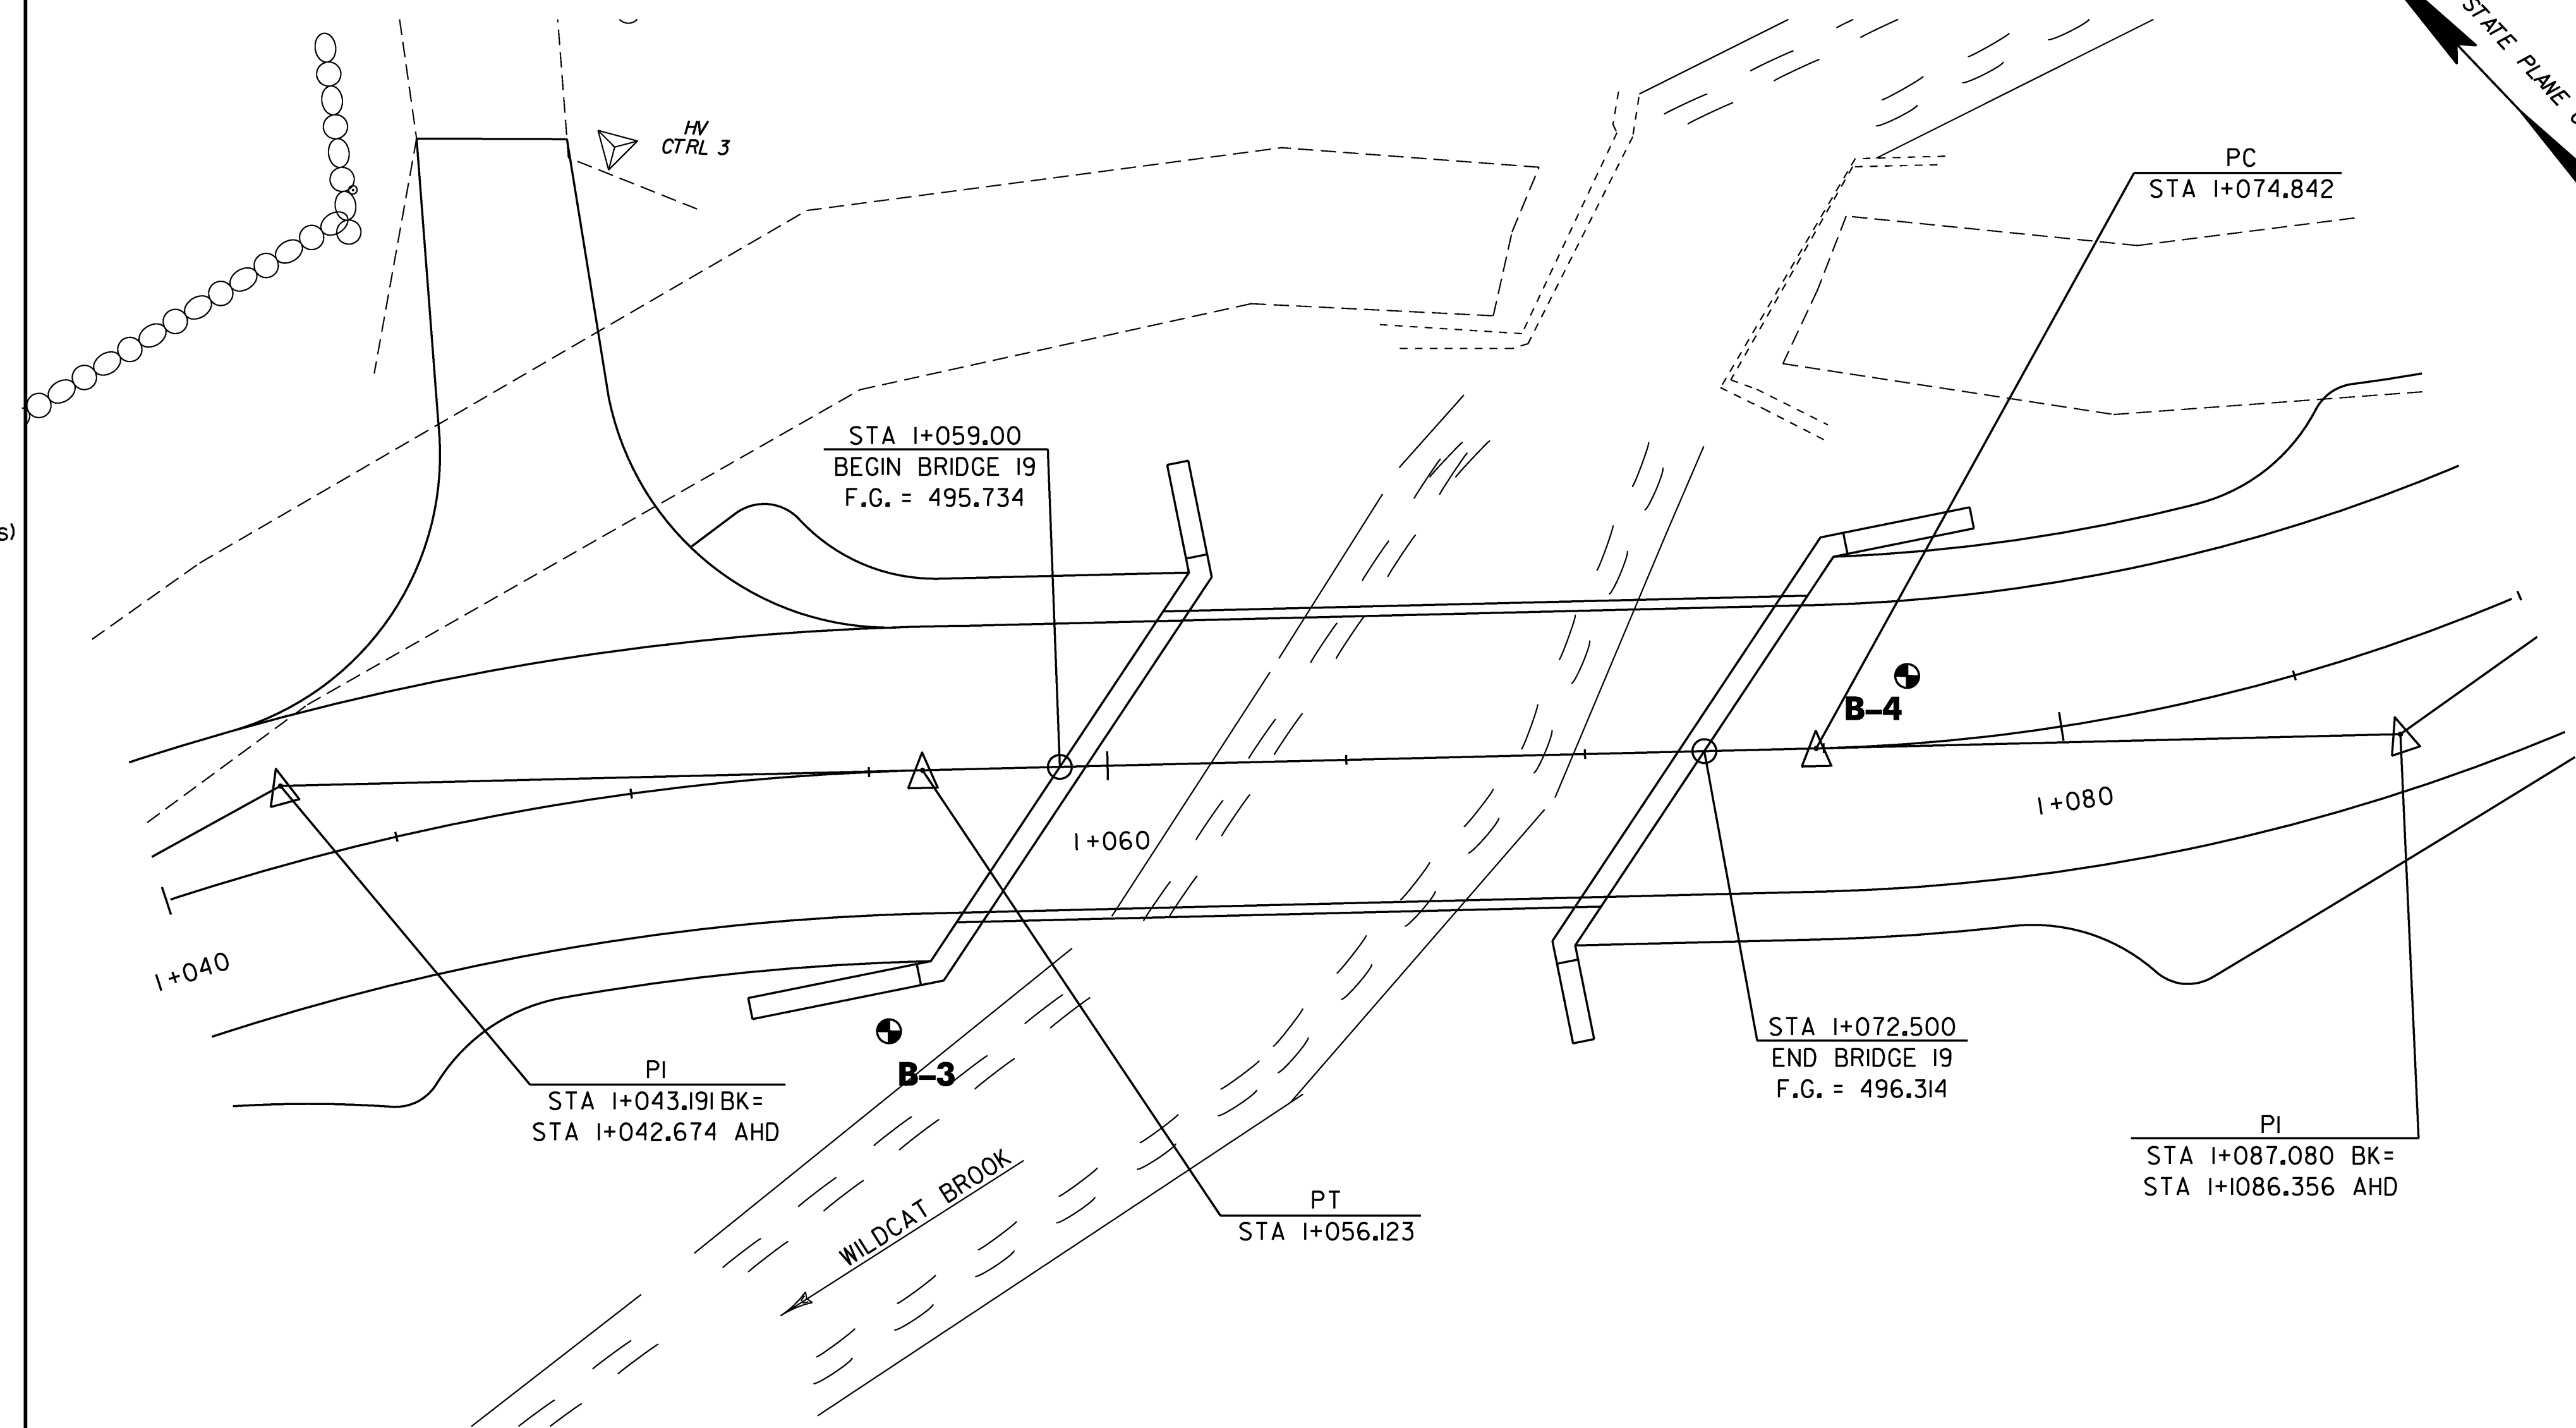 STATE PLANE
HV
CTRL 3
PC
STA 1+074.842
STA 1+059.00
BEGIN BRIDGE 19
F.G. = 495.734
s)
B–4
1+080
1+060
1+040
STA 1+072.500
END BRIDGE 19
F.G. = 496.314
PI
STA 1+043.191 BK=
STA 1+042.674 AHD
B–3
PI
STA 1+087.080 BK=
STA 1+1086.356 AHD
WILDCAT BROOK
PT
STA 1+056.123